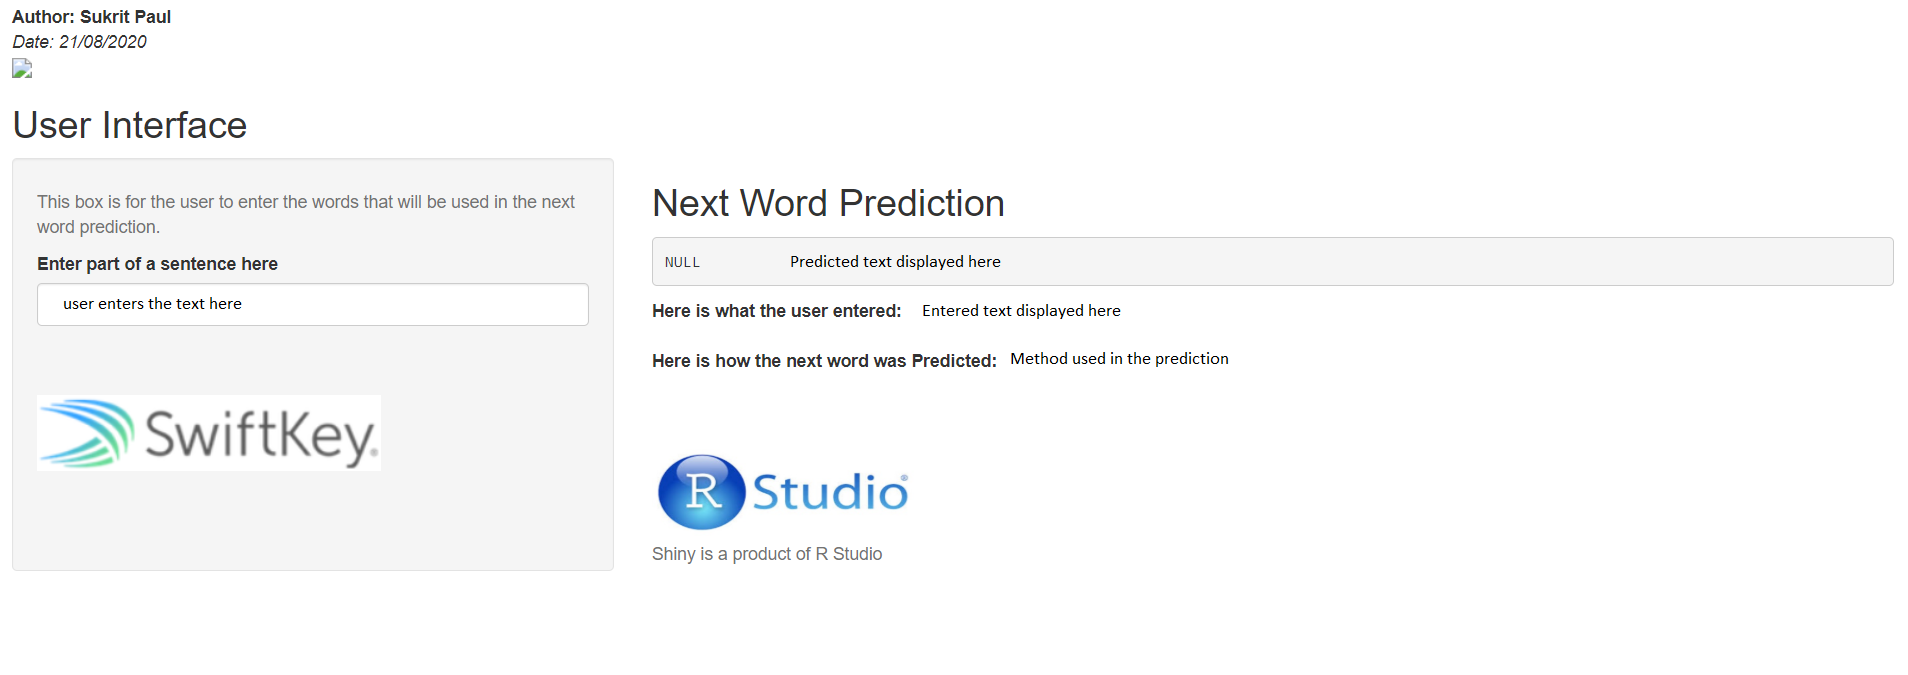 Author: Sukrit Paul
Date: 21/08/2020
User Interface
This box is for the user to enter the words that will be used in the next
word prediction.
Enter part of a sentence here
user enters the text here
SwiftKey.
Next Word Prediction
NULL Predicted text displayed here
Here is what the user entered: Entered text displayed here
Here is how the next word was Predicted: Method used in the prediction
R Studio®
Shiny is a product of R Studio